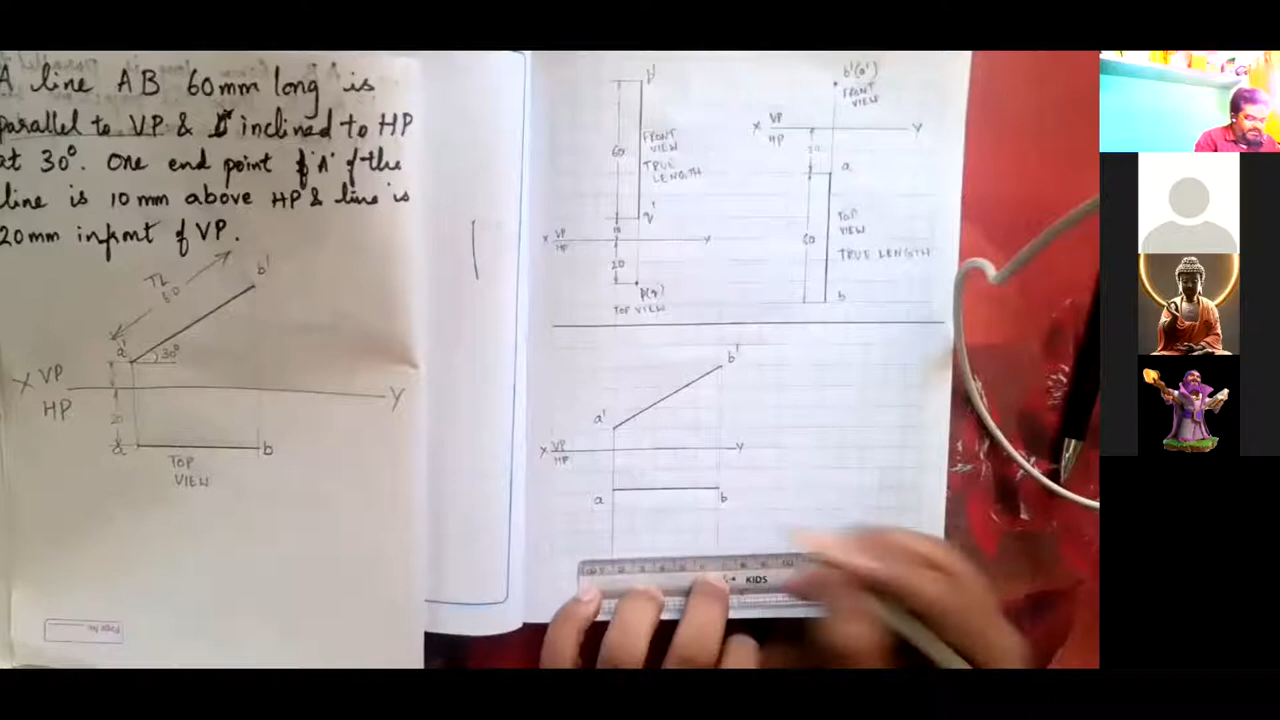 A line AB 60mm long is
parallel to VP & inclined to HP
at 30°. One end point of 'A' of the
line is 10mm above HP & line is
20mm infront of VP.
TL
60
b'
a'
30°
X VP
HP
Y
20
a
b
TOP
VIEW
Page No.
b'
60
FRONT
VIEW
TRUE
LENGTH
10
X VP
HP
Y
20
TOP VIEW
b'(a')
FRONT
VIEW
X VP
HP
Y
20
a
60
TOP
VIEW
TRUE LENGTH
b
b'
a'
X VP
HP
Y
a
b
KIDS